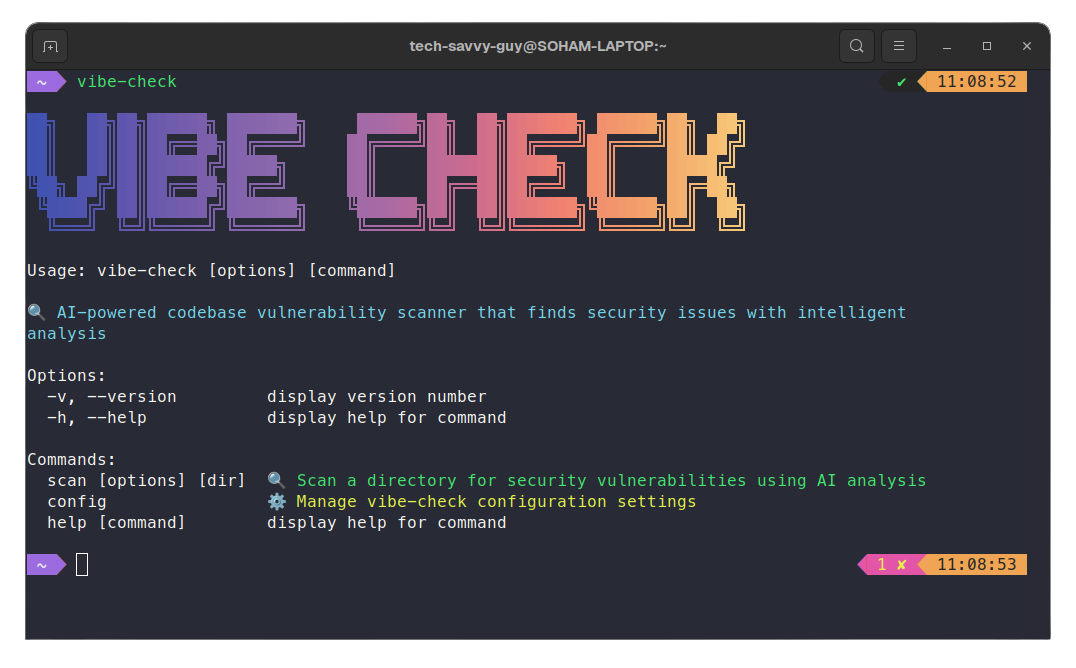 tech-savvy-guy@SOHAM-LAPTOP:~
~ vibe-check ✔ 11:08:52
VIBE CHECK
Usage: vibe-check [options] [command]
🔍 AI-powered codebase vulnerability scanner that finds security issues with intelligent
analysis
Options:
-v, --version display version number
-h, --help display help for command
Commands:
scan [options] [dir] 🔍 Scan a directory for security vulnerabilities using AI analysis
config ⚙️ Manage vibe-check configuration settings
help [command] display help for command
~ 1 ✘ 11:08:53